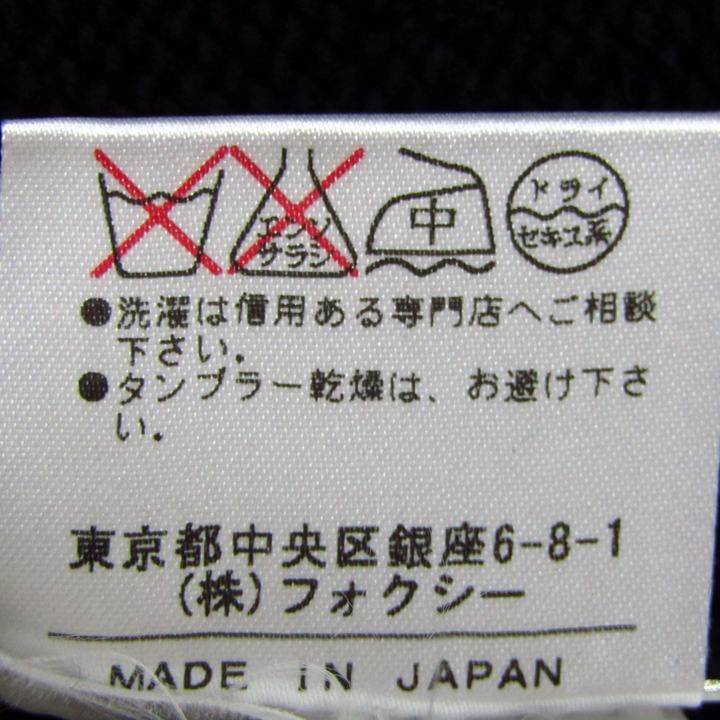 エンソ
サラシ
中
ドライ
セキユ系
●洗濯は信用ある専門店へご相談
下さい.
●タンブラー乾燥は、お避け下さ
い.
東京都中央区銀座6-8-1
(株)フォクシー
MADE iN JAPAN